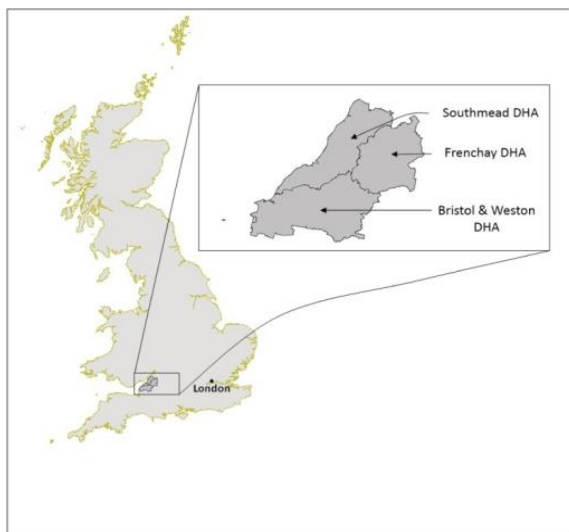 Southmead DHA
Frenchay DHA
Bristol & Weston
DHA
London